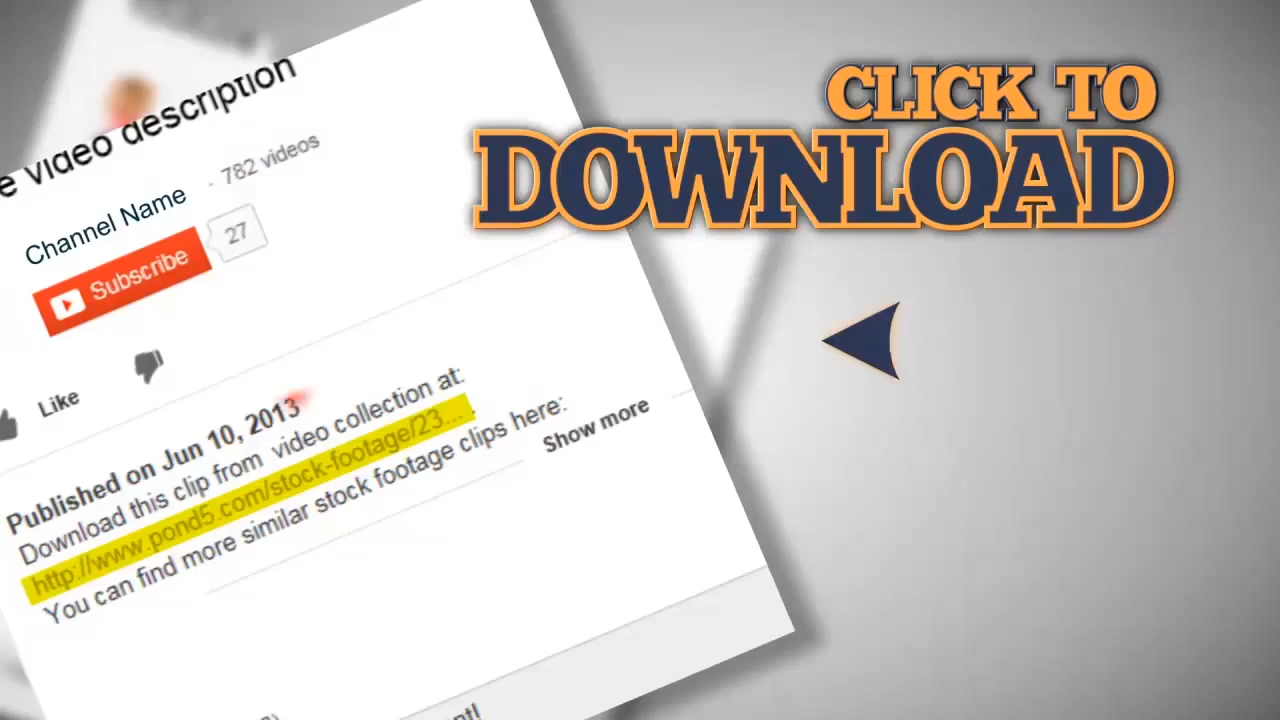 CLICK TO
DOWNLOAD
video description
Channel Name
· 782 videos
Subscribe
27
Like
Published on Jun 10, 2013
Download this clip from video collection at:
http://www.pond5.com/stock-footage/23... .
You can find more similar stock footage clips here:
Show more